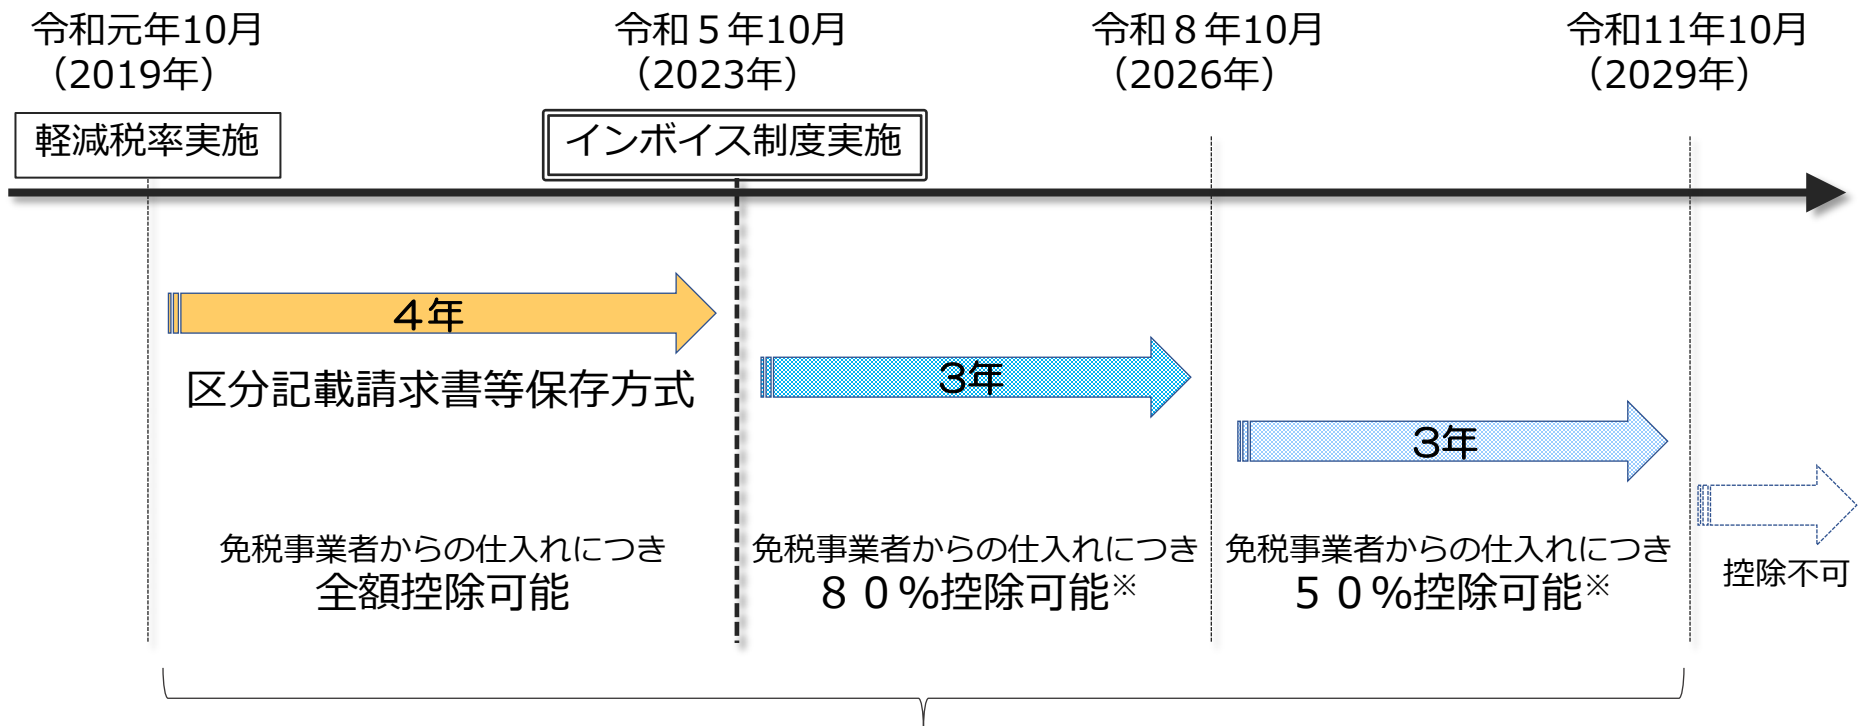 令和元年10月
（2019年）
令和５年10月
（2023年）
令和８年10月
（2026年）
令和11年10月
（2029年）
軽減税率実施
インボイス制度実施
４年
区分記載請求書等保存方式
３年
３年
免税事業者からの仕入れにつき
全額控除可能
免税事業者からの仕入れにつき
８０%控除可能※
免税事業者からの仕入れにつき
５０%控除可能※
控除不可